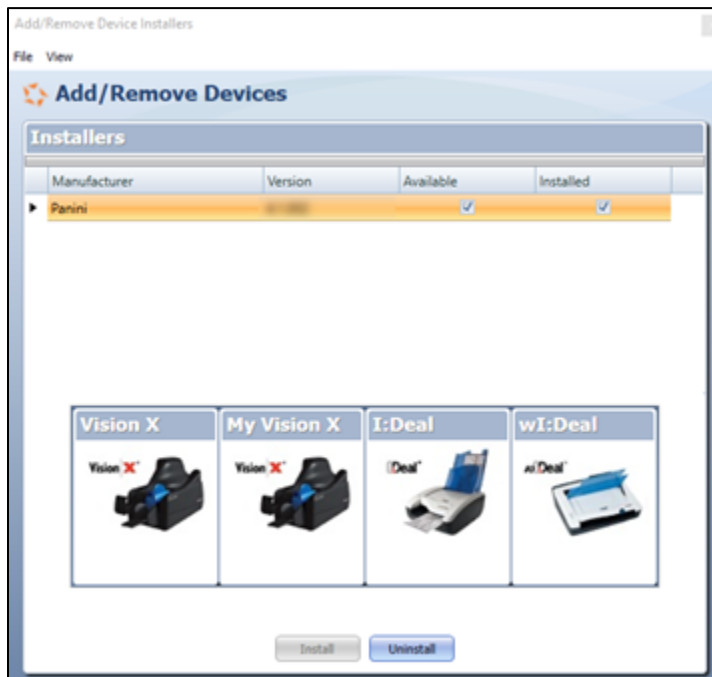 Add/Remove Device Installers
File View
Add/Remove Devices
Installers
Manufacturer Version Available Installed
Panini
Vision X My Vision X I:Deal wI:Deal
Vision X Vision X I:Deal wI:Deal
Install Uninstall